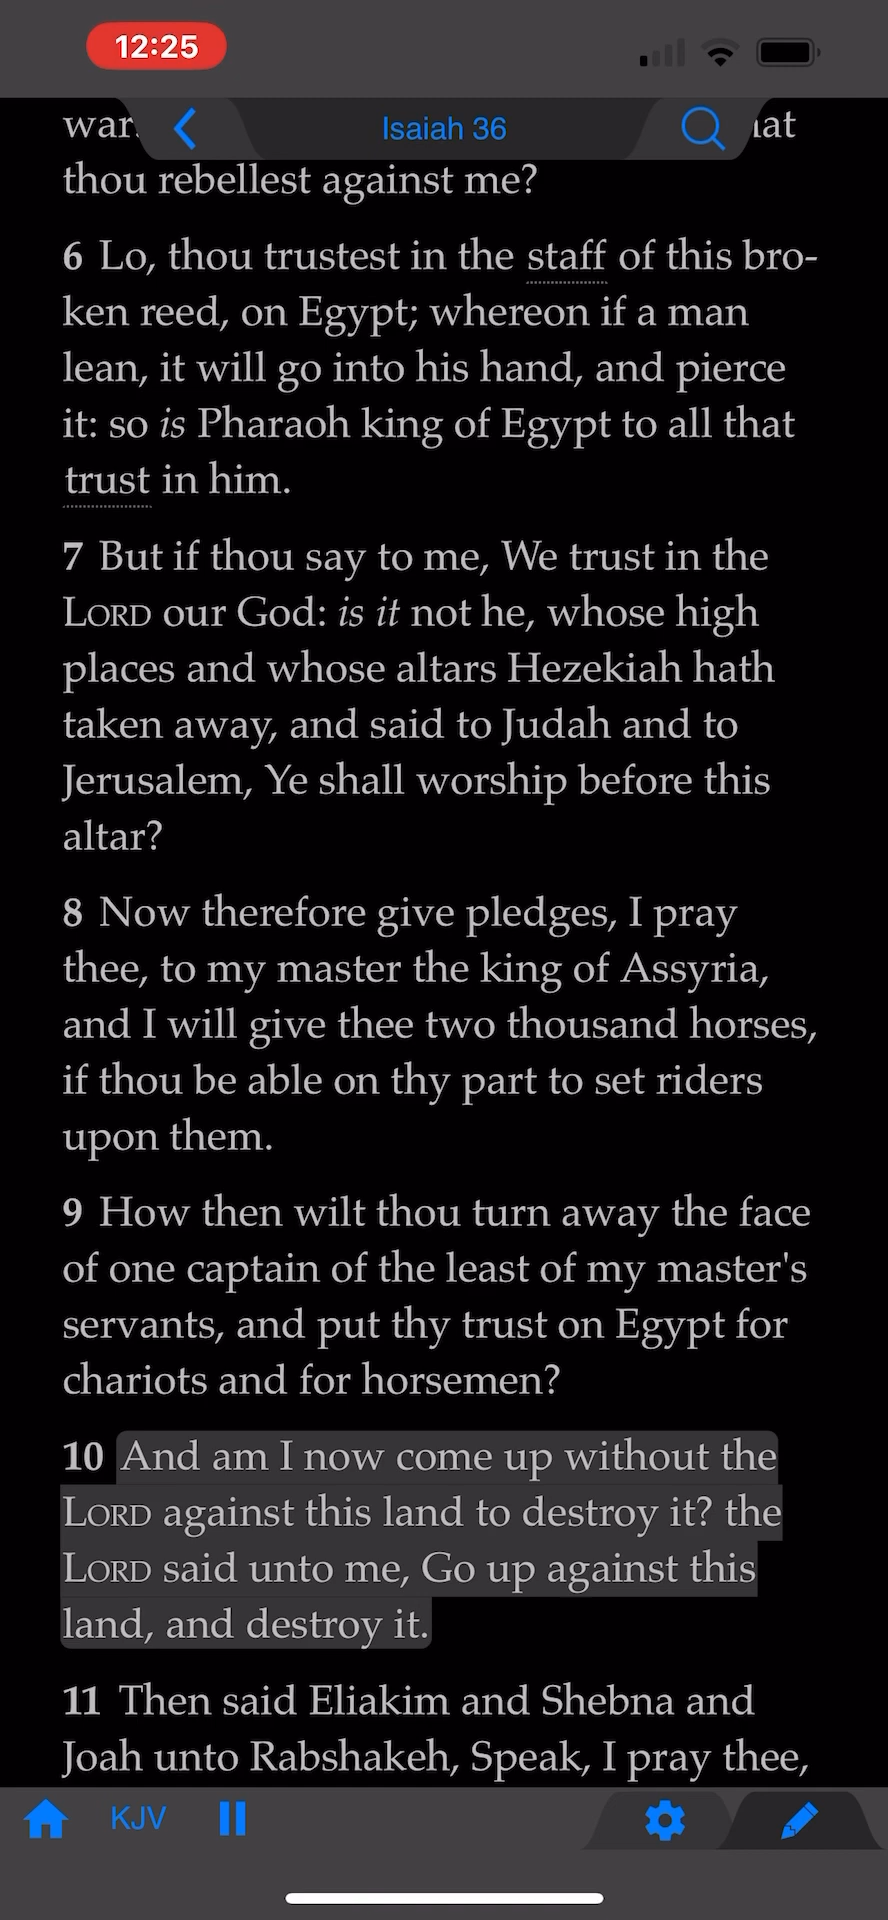 12:25
Isaiah 36
thou rebellest against me?
6 Lo, thou trustest in the staff of this bro-
ken reed, on Egypt; whereon if a man
lean, it will go into his hand, and pierce
it: so is Pharaoh king of Egypt to all that
trust in him.
7 But if thou say to me, We trust in the
LORD our God: is it not he, whose high
places and whose altars Hezekiah hath
taken away, and said to Judah and to
Jerusalem, Ye shall worship before this
altar?
8 Now therefore give pledges, I pray
thee, to my master the king of Assyria,
and I will give thee two thousand horses,
if thou be able on thy part to set riders
upon them.
9 How then wilt thou turn away the face
of one captain of the least of my master's
servants, and put thy trust on Egypt for
chariots and for horsemen?
10 And am I now come up without the
LORD against this land to destroy it? the
LORD said unto me, Go up against this
land, and destroy it.
11 Then said Eliakim and Shebna and
Joah unto Rabshakeh, Speak, I pray thee,
KJV